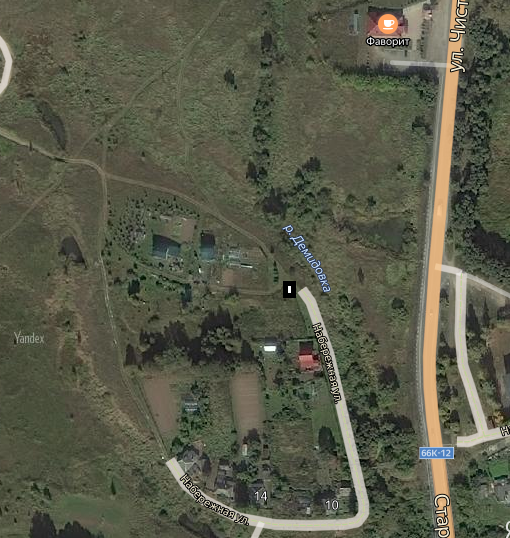 Фаворит
ул. Чист
р. Демидовка
Набережная ул.
Yandex
66К-12
Набережная ул.
14
10
Стар